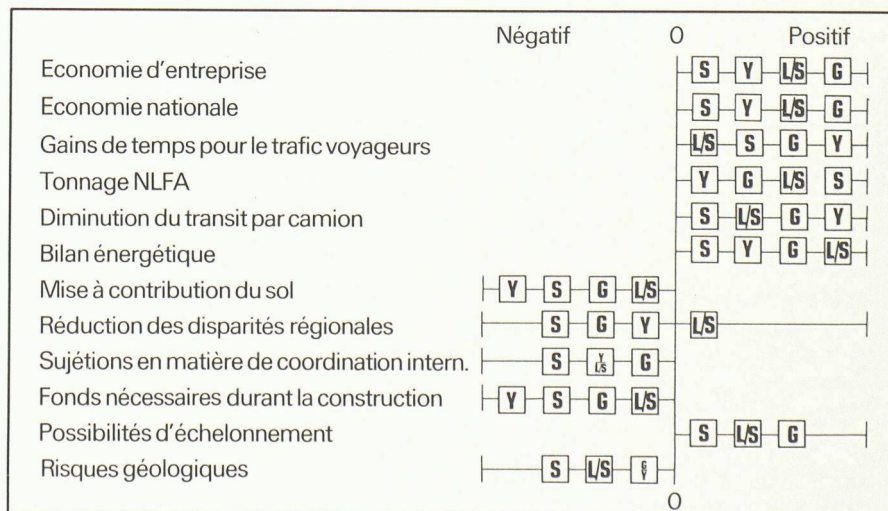 Négatif 0 Positif
Economie d'entreprise S Y L/S G
Economie nationale S Y L/S G
Gains de temps pour le trafic voyageurs L/S S G Y
Tonnage NLFA Y G L/S S
Diminution du transit par camion S L/S G Y
Bilan énergétique S Y G L/S
Mise à contribution du sol Y S G L/S
Réduction des disparités régionales S G Y L/S
Sujétions en matière de coordination intern. S Y L/S G
Fonds nécessaires durant la construction Y S G L/S
Possibilités d'échelonnement S L/S G
Risques géologiques S L/S G Y
0